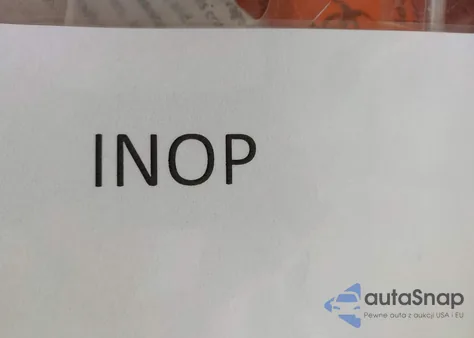 INOP
autaSnap
Pewne auta z aukcji USA i EU